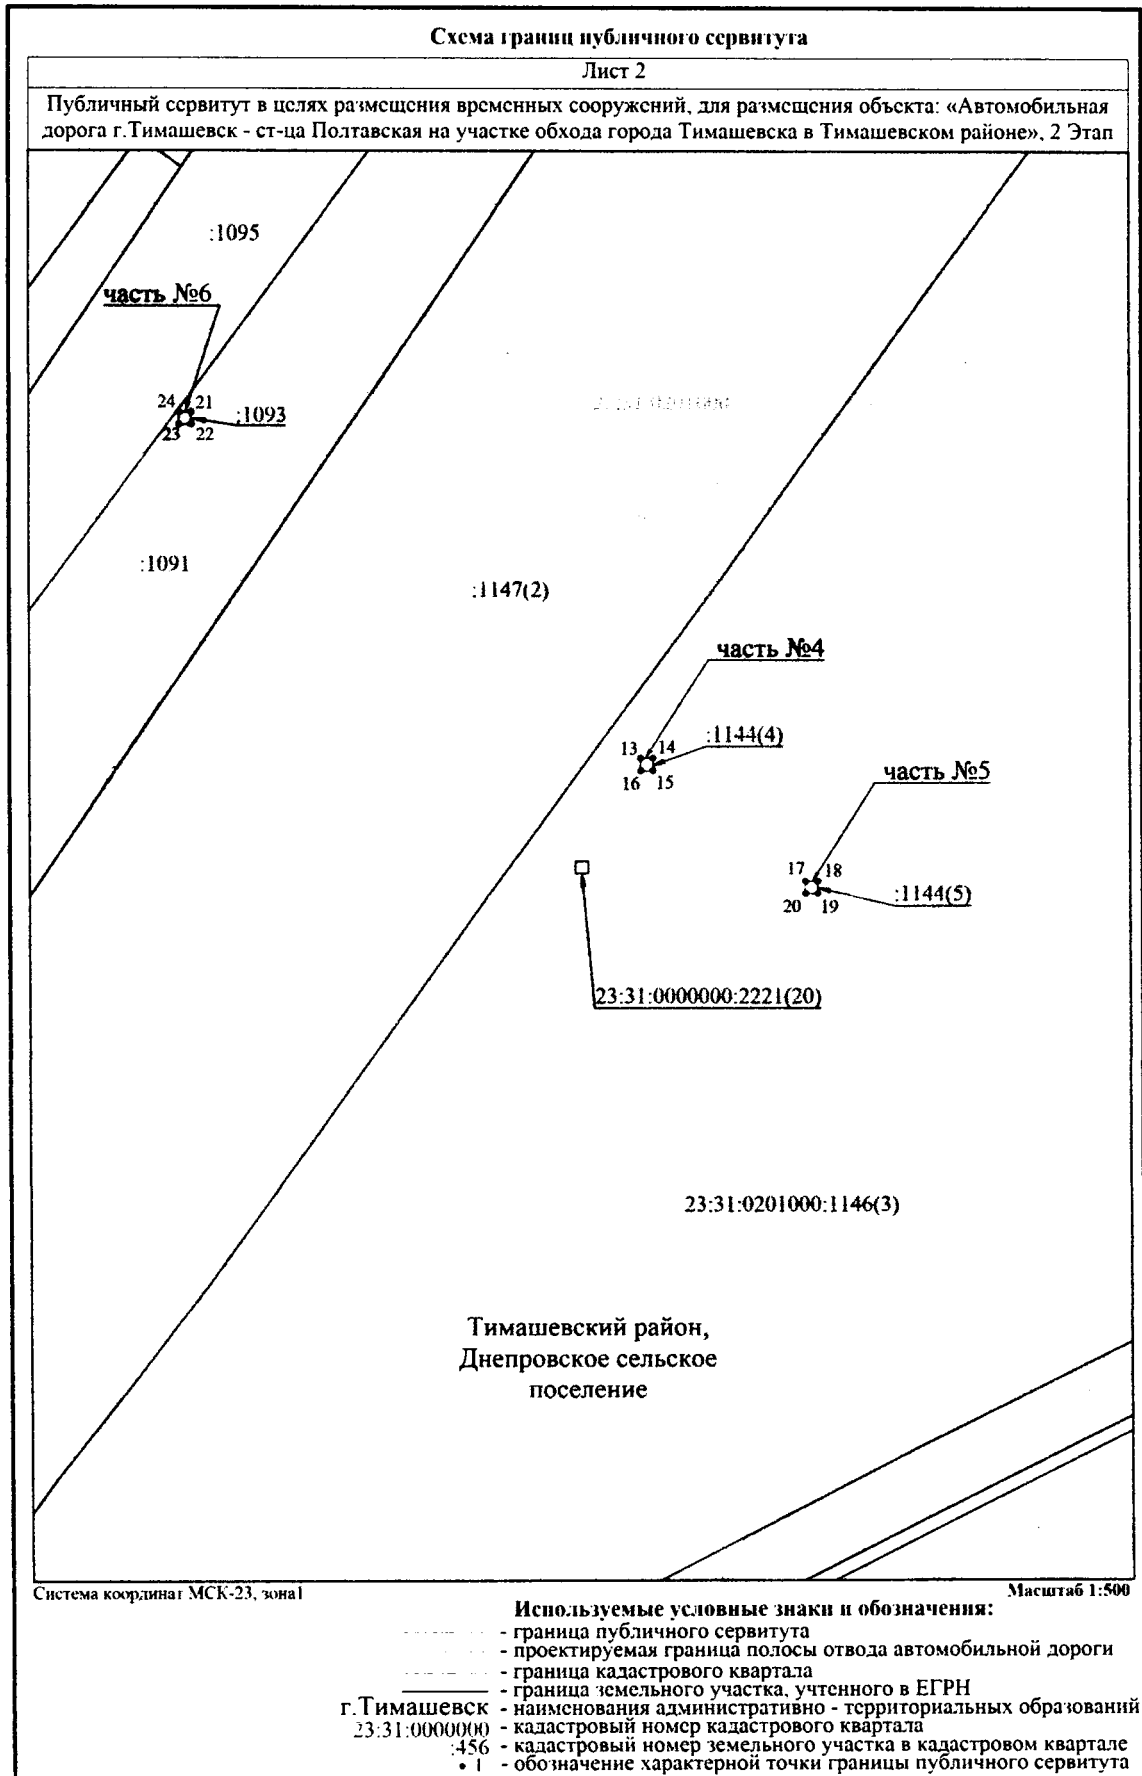 Схема границ публичного сервитута
Лист 2
Публичный сервитут в целях размещения временных сооружений, для размещения объекта: «Автомобильная
дорога г.Тимашевск - ст-ца Полтавская на участке обхода города Тимашевска в Тимашевском районе», 2 Этап
:1095
часть №6
24 21
:1093
23 22
:1091
:1147(2)
часть №4
13 14
:1144(4)
16 15
часть №5
17 18
:1144(5)
20 19
23:31:0000000:2221(20)
23:31:0201000:1146(3)
Тимашевский район,
Днепровское сельское
поселение
Система координат МСК-23, зона1
Масштаб 1:500
Используемые условные знаки и обозначения:
- граница публичного сервитута
- проектируемая граница полосы отвода автомобильной дороги
- граница кадастрового квартала
- граница земельного участка, учтенного в ЕГРН
г.Тимашевск - наименования административно - территориальных образований
23:31:0000000 - кадастровый номер кадастрового квартала
:456 - кадастровый номер земельного участка в кадастровом квартале
• 1 - обозначение характерной точки границы публичного сервитута